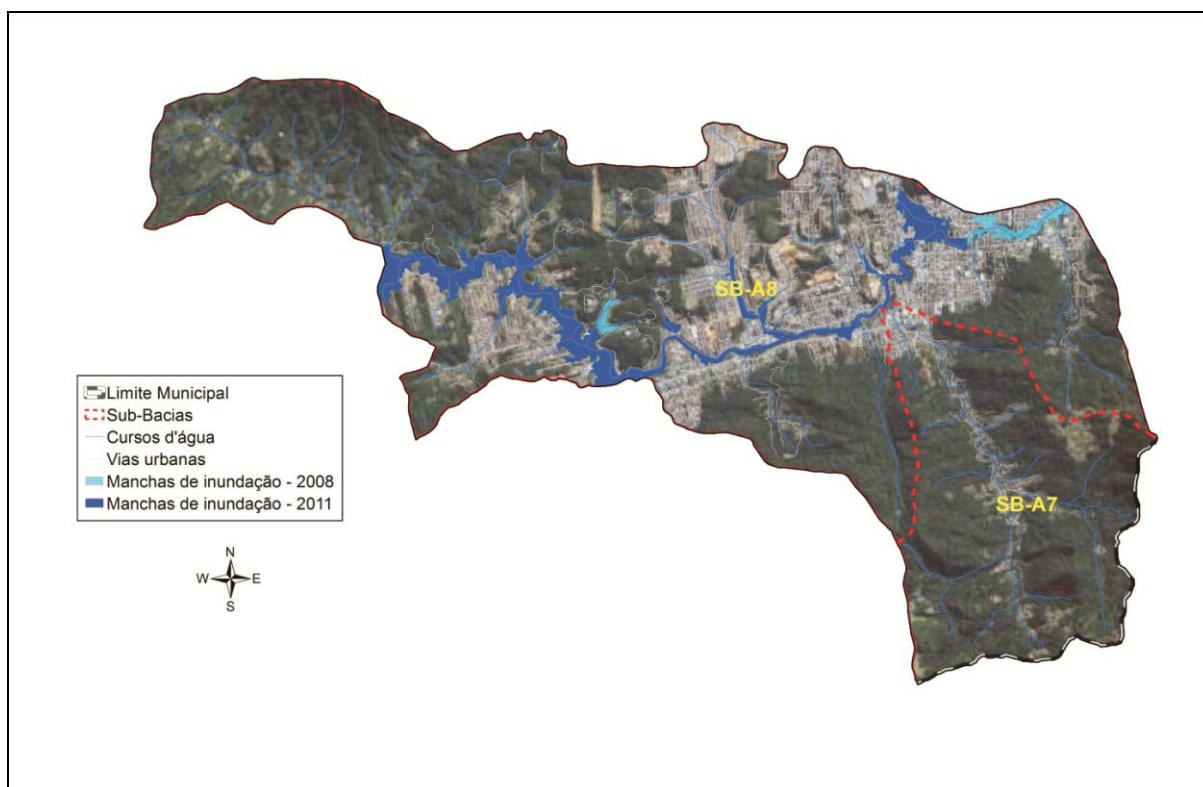 SB-A8
Limite Municipal
Sub-Bacias
Cursos d'água
Vias urbanas
Manchas de inundação - 2008
Manchas de inundação - 2011
SB-A7
N
W E
S